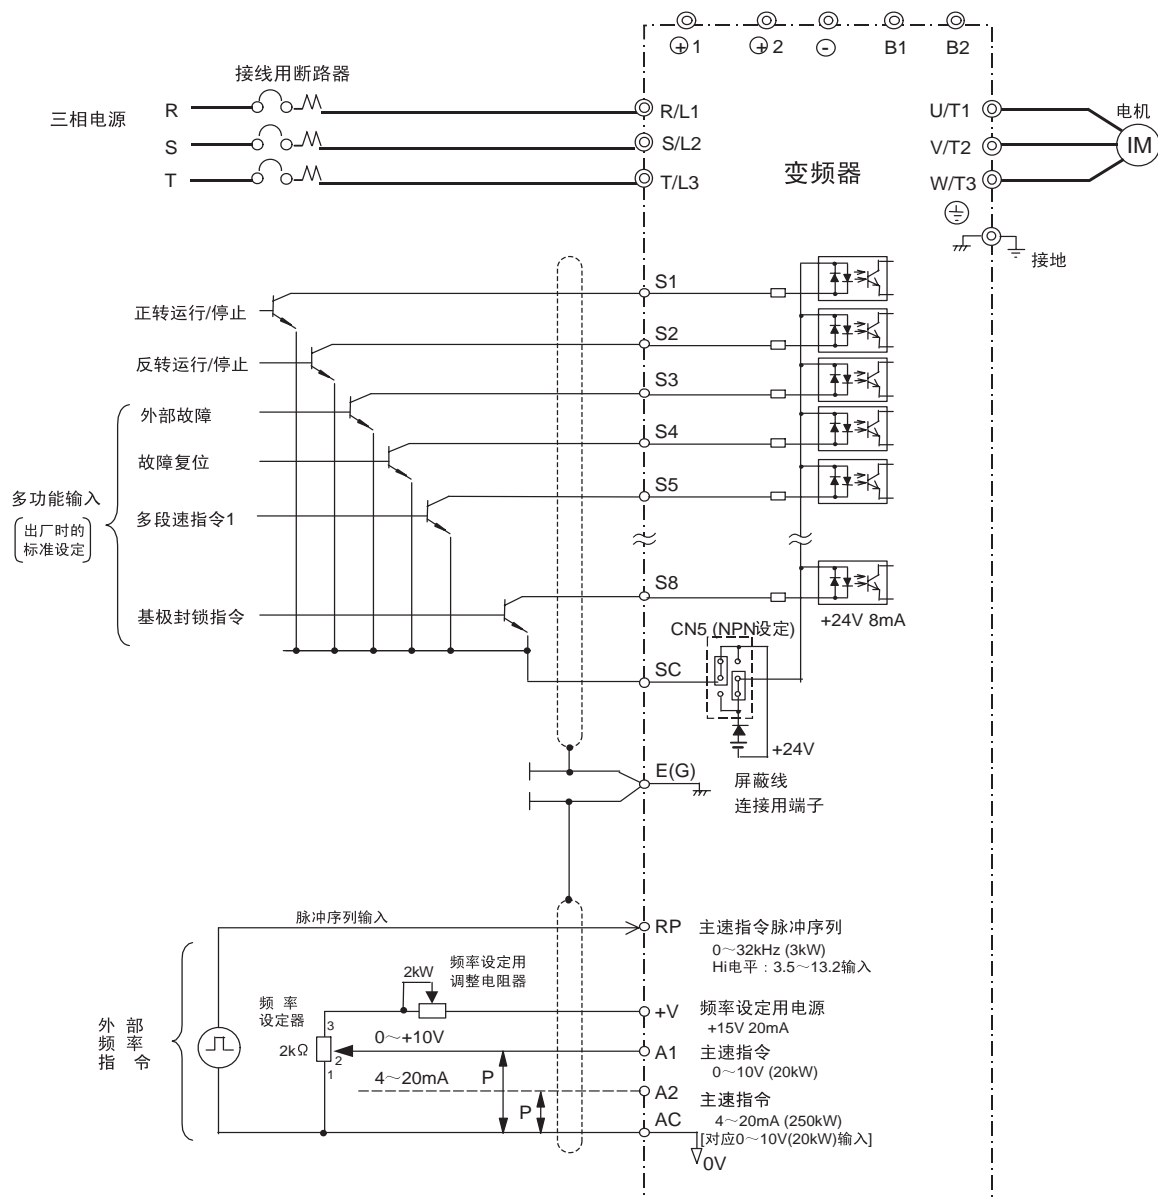 ⊕1 ⊕2 ⊖ B1 B2
接线用断路器
三相电源
R
S
T
R/L1
S/L2
T/L3
变频器
U/T1
V/T2
W/T3
电机
IM
接地
正转运行/停止
S1
反转运行/停止
S2
外部故障
S3
故障复位
S4
多段速指令1
S5
多功能输入
出厂时的
标准设定
基极封锁指令
S8
+24V 8mA
CN5 (NPN设定)
SC
+24V
E(G)
屏蔽线
连接用端子
脉冲序列输入
RP
主速指令脉冲序列
0～32kHz (3kW)
Hi电平：3.5～13.2输入
2kW
频率设定用
调整电阻器
频 率
设定器
3
2kΩ
2
1
0～+10V
+V
频率设定用电源
+15V 20mA
外 部
频 率
指 令
A1
主速指令
0～10V (20kW)
P
4～20mA
A2
主速指令
4～20mA (250kW)
[对应0～10V(20kW)输入]
P
AC
0V